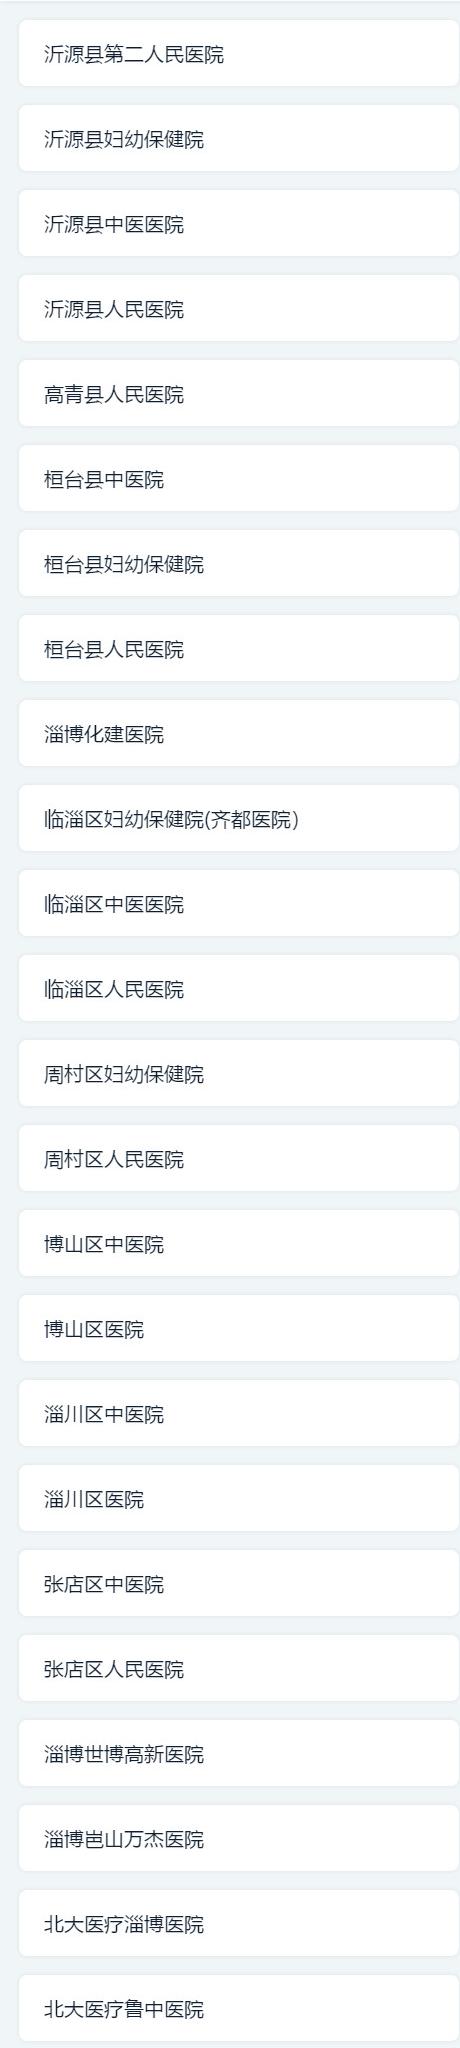 沂源县第二人民医院
沂源县妇幼保健院
沂源县中医医院
沂源县人民医院
高青县人民医院
桓台县中医院
桓台县妇幼保健院
桓台县人民医院
淄博化建医院
临淄区妇幼保健院(齐都医院)
临淄区中医医院
临淄区人民医院
周村区妇幼保健院
周村区人民医院
博山区中医院
博山区医院
淄川区中医院
淄川区医院
张店区中医院
张店区人民医院
淄博世博高新医院
淄博岜山万杰医院
北大医疗淄博医院
北大医疗鲁中医院